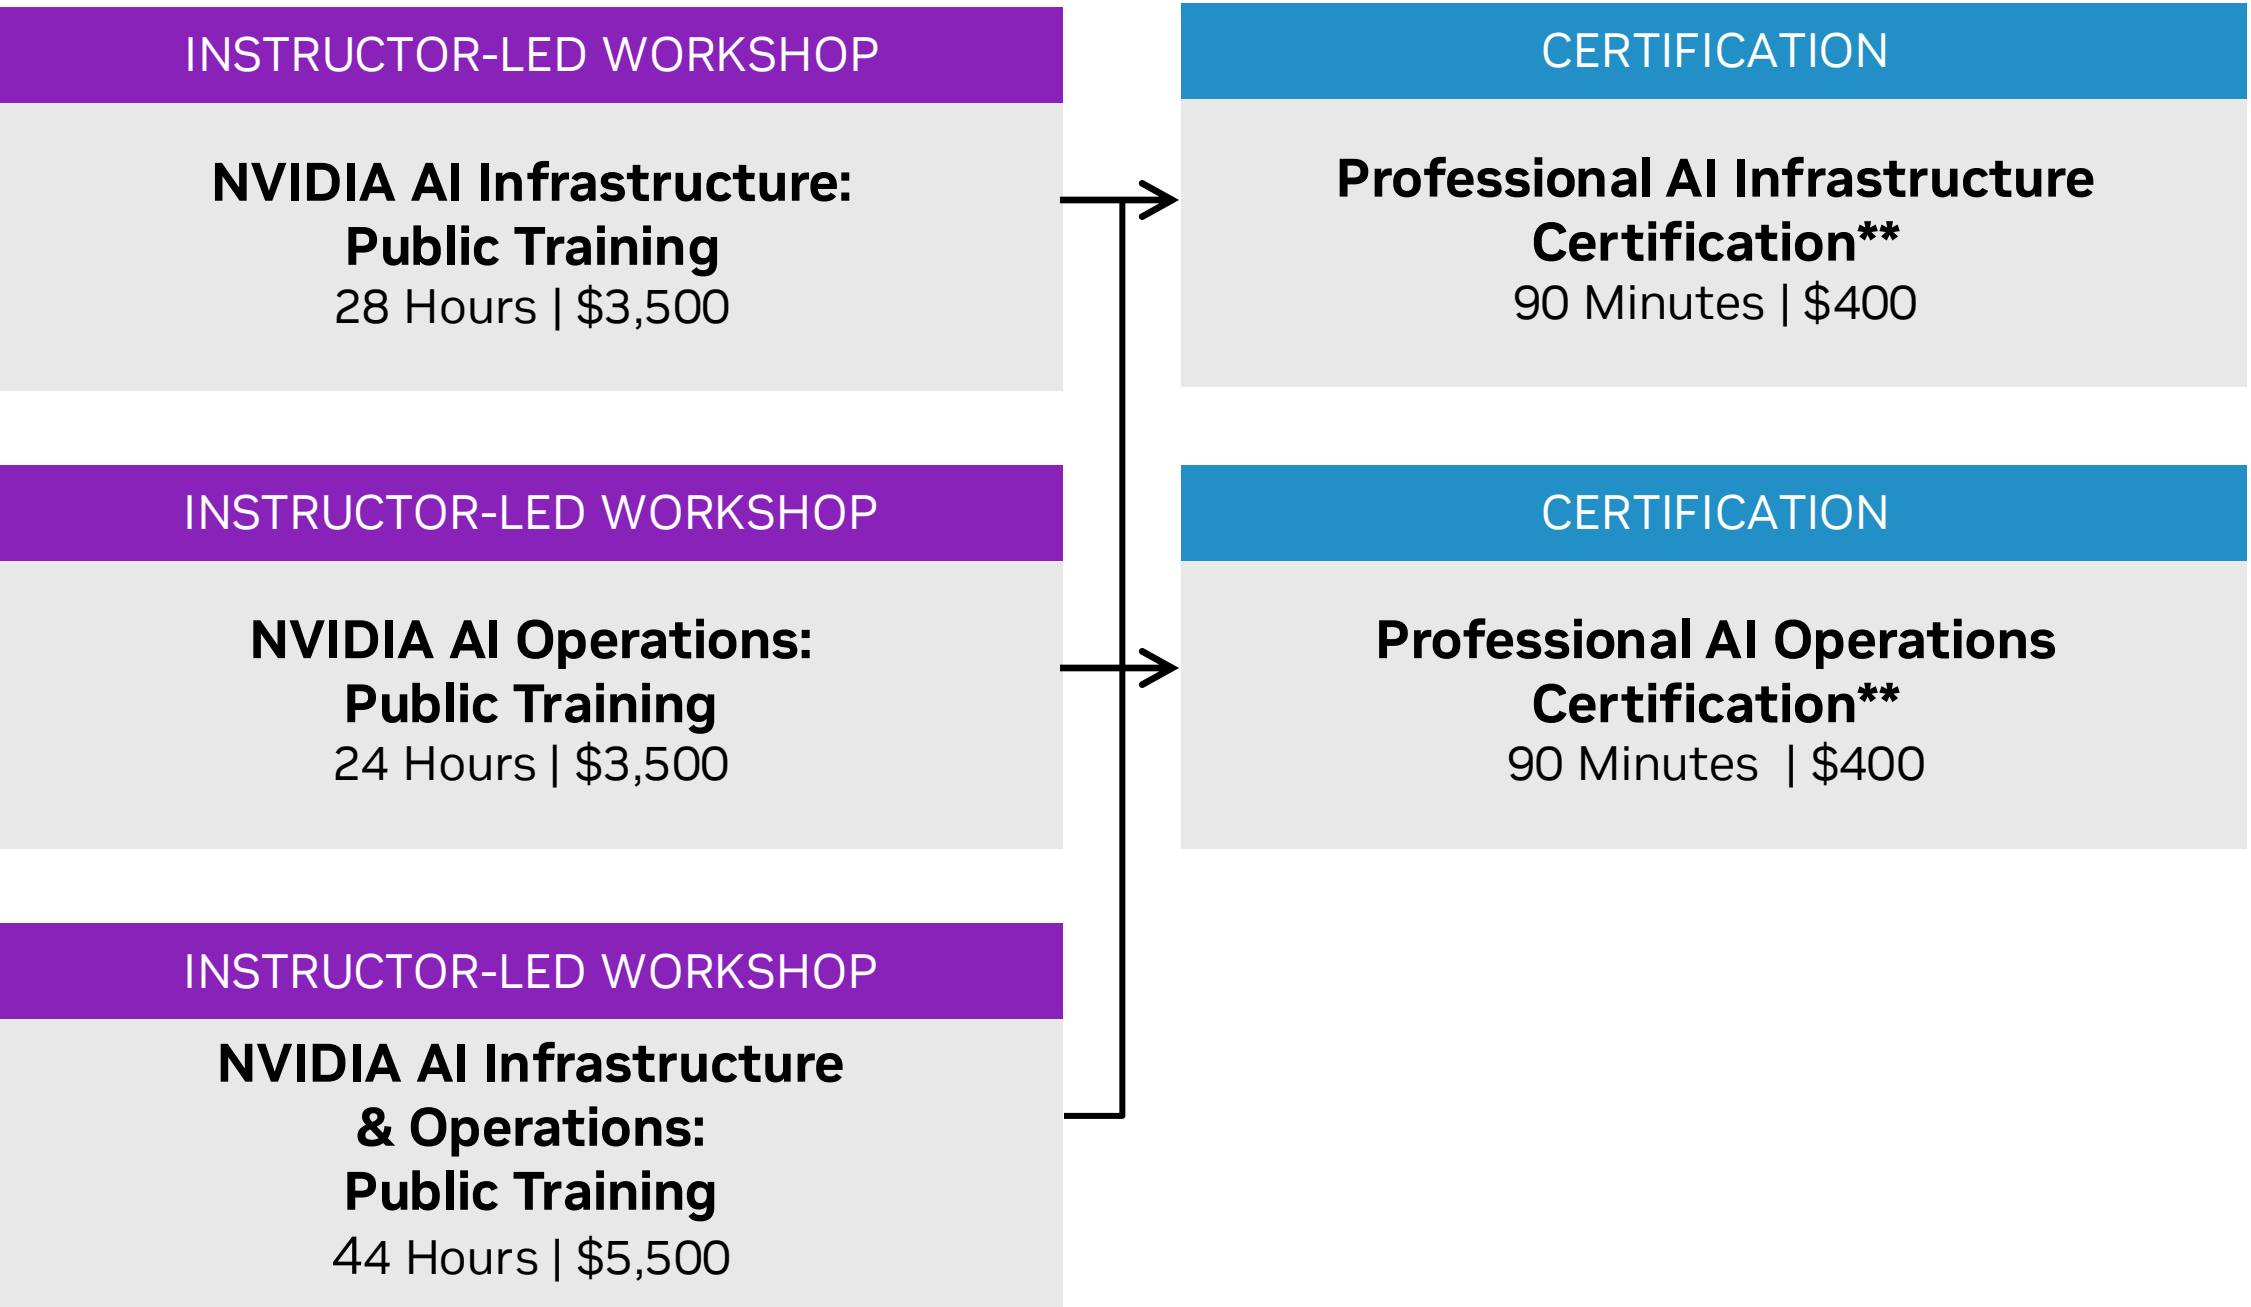 INSTRUCTOR-LED WORKSHOP
NVIDIA AI Infrastructure:
Public Training
28 Hours | $3,500
CERTIFICATION
Professional AI Infrastructure
Certification**
90 Minutes | $400
INSTRUCTOR-LED WORKSHOP
NVIDIA AI Operations:
Public Training
24 Hours | $3,500
CERTIFICATION
Professional AI Operations
Certification**
90 Minutes | $400
INSTRUCTOR-LED WORKSHOP
NVIDIA AI Infrastructure
& Operations:
Public Training
44 Hours | $5,500